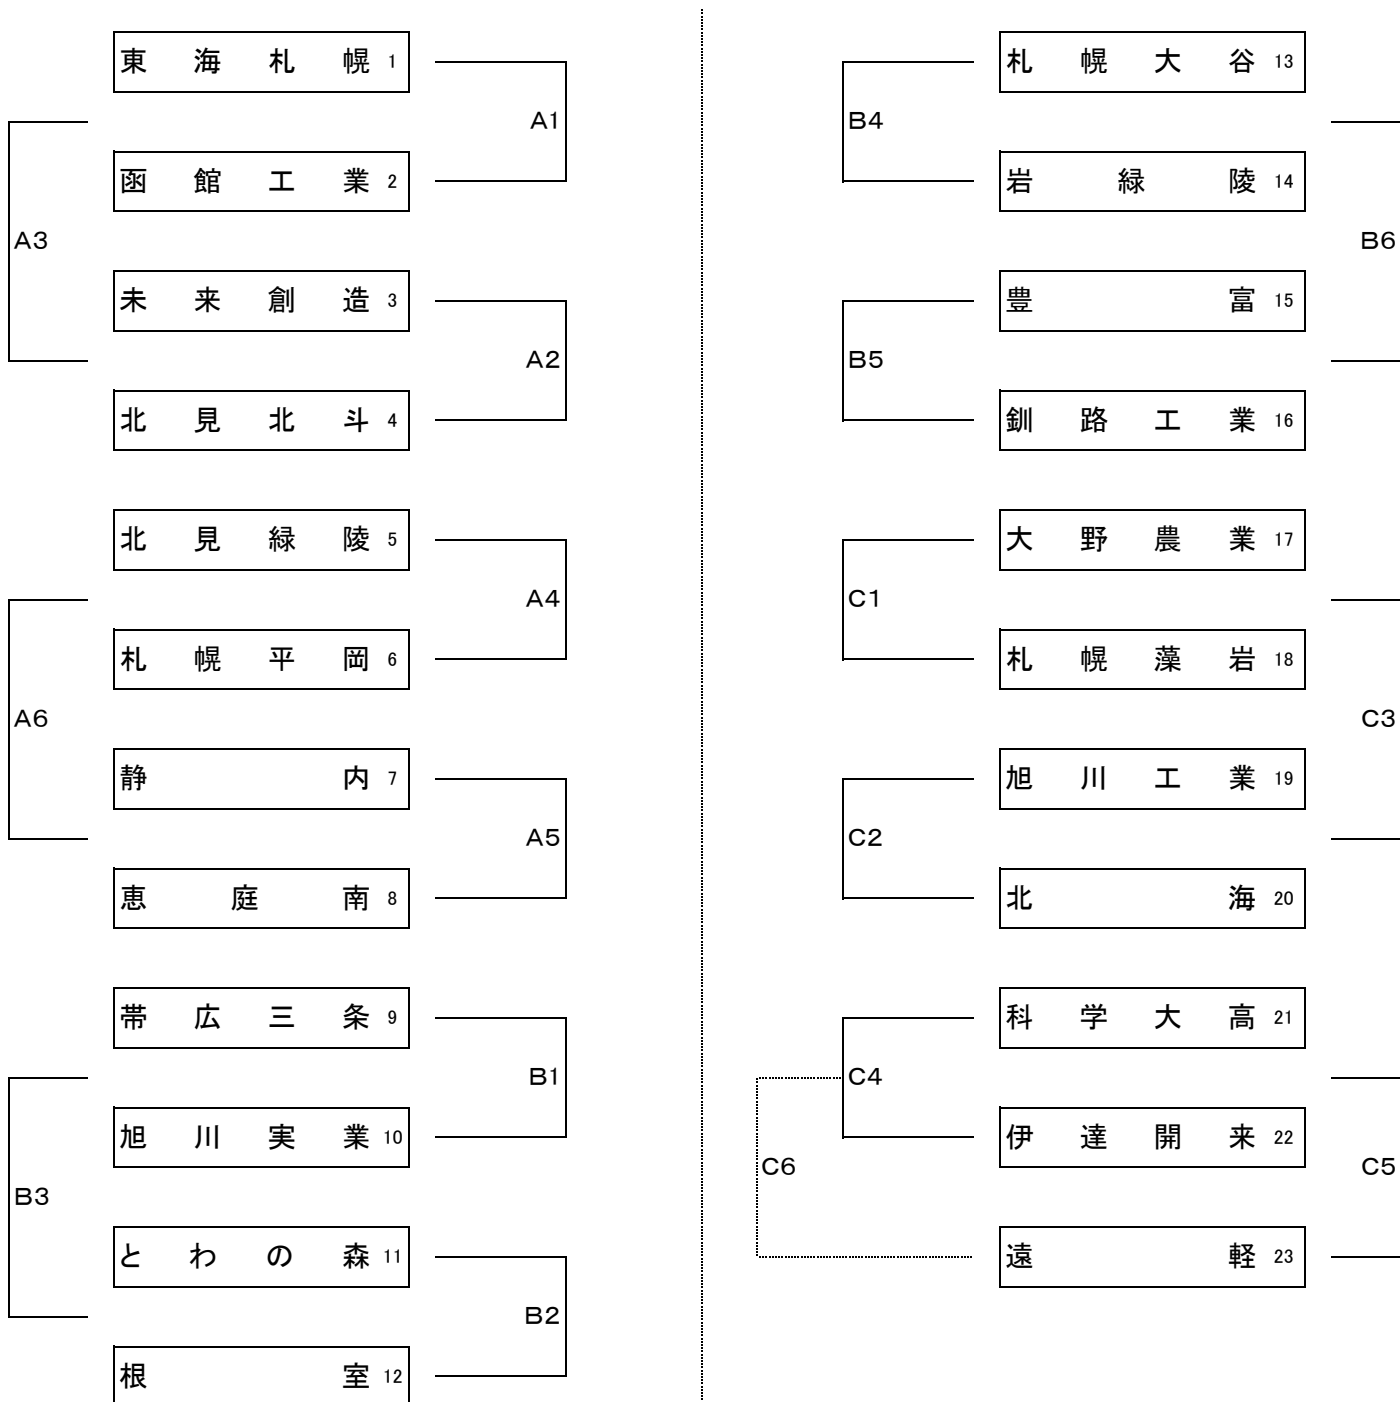 東海札幌 1
A1
函館工業 2
A3
未来創造 3
A2
北見北斗 4
北見緑陵 5
A4
札幌平岡 6
A6
静内 7
A5
恵庭南 8
帯広三条 9
B1
旭川実業 10
B3
とわの森 11
B2
根室 12
札幌大谷 13
B4
岩緑陵 14
B6
豊富 15
B5
釧路工業 16
大野農業 17
C1
札幌藻岩 18
C3
旭川工業 19
C2
北海 20
科学大高 21
C4
伊達開来 22
C6
C5
遠軽 23